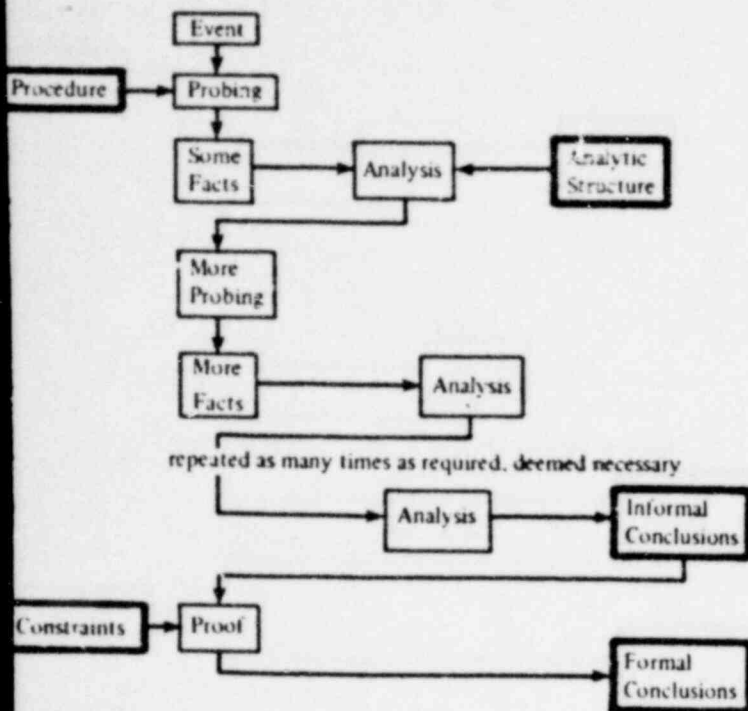 Event
Procedure
Probing
Some
Facts
Analysis
Analytic
Structure
More
Probing
More
Facts
Analysis
repeated as many times as required, deemed necessary
Analysis
Informal
Conclusions
Constraints
Proof
Formal
Conclusions